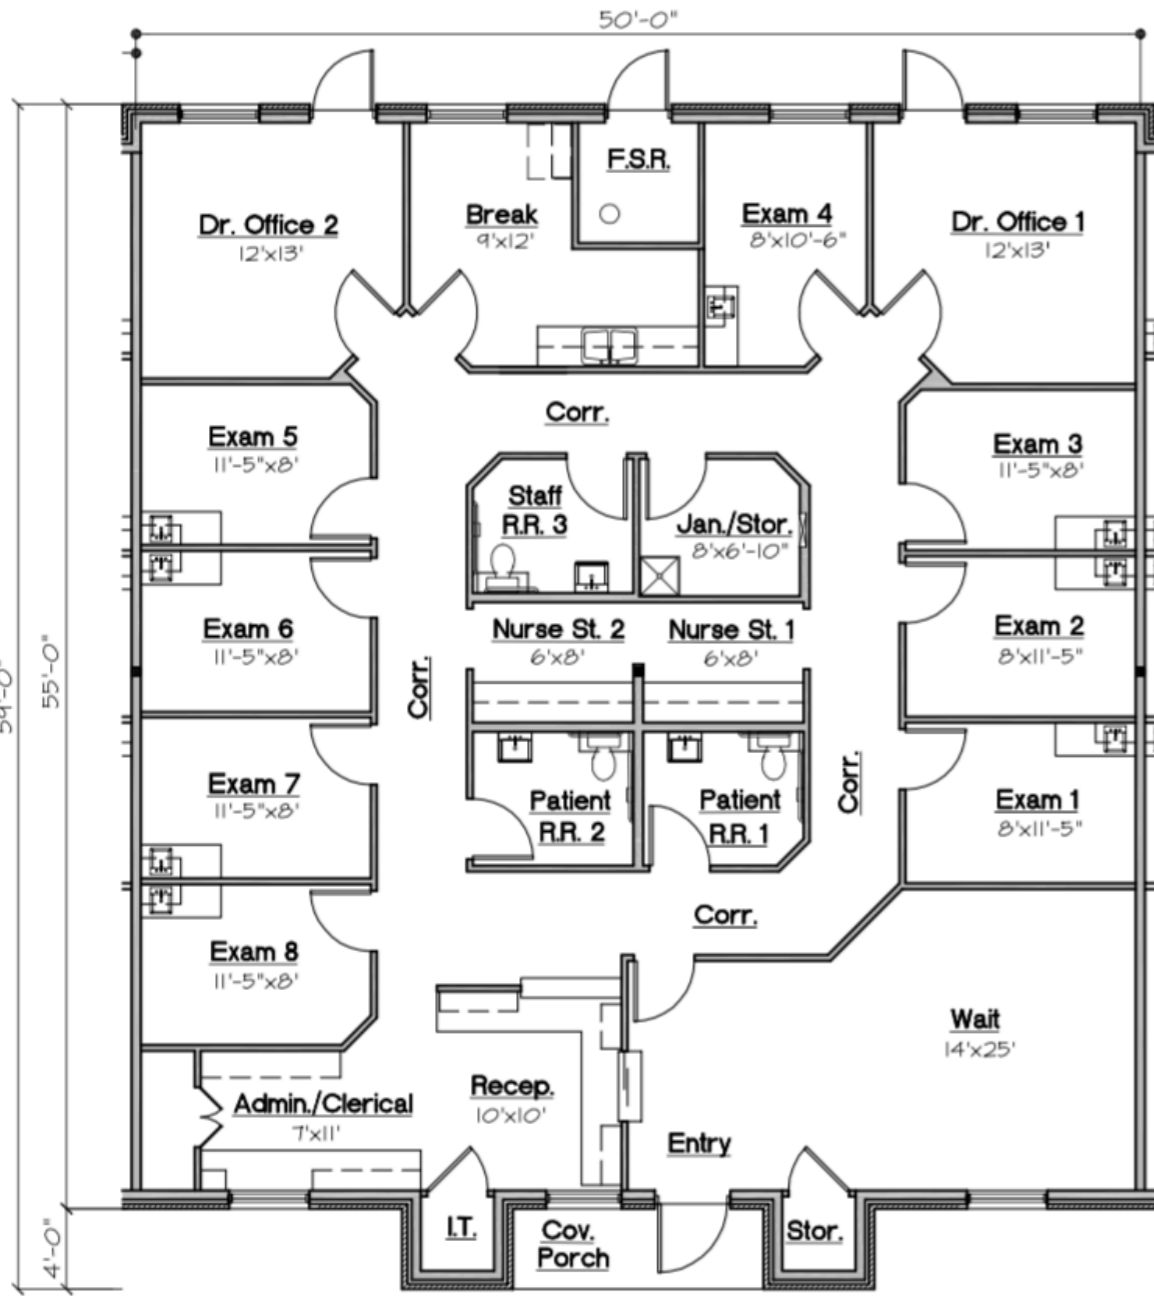 50'-0"
F.S.R.
Dr. Office 2
12'x13'
Break
9'x12'
Exam 4
8'x10'-6"
Dr. Office 1
12'x13'
Corr.
Exam 5
11'-5"x8'
Exam 3
11'-5"x8'
Staff
R.R. 3
Jan./Stor.
8'x6'-10"
Exam 6
11'-5"x8'
Nurse St. 2
6'x8'
Nurse St. 1
6'x8'
Exam 2
8'x11'-5"
59'-0"
55'-0"
Corr.
Corr.
Exam 7
11'-5"x8'
Patient
R.R. 2
Patient
R.R. 1
Exam 1
8'x11'-5"
Corr.
Exam 8
11'-5"x8'
Wait
14'x25'
Admin./Clerical
7'x11'
Recep.
10'x10'
Entry
4'-0"
I.T.
Cov.
Porch
Stor.